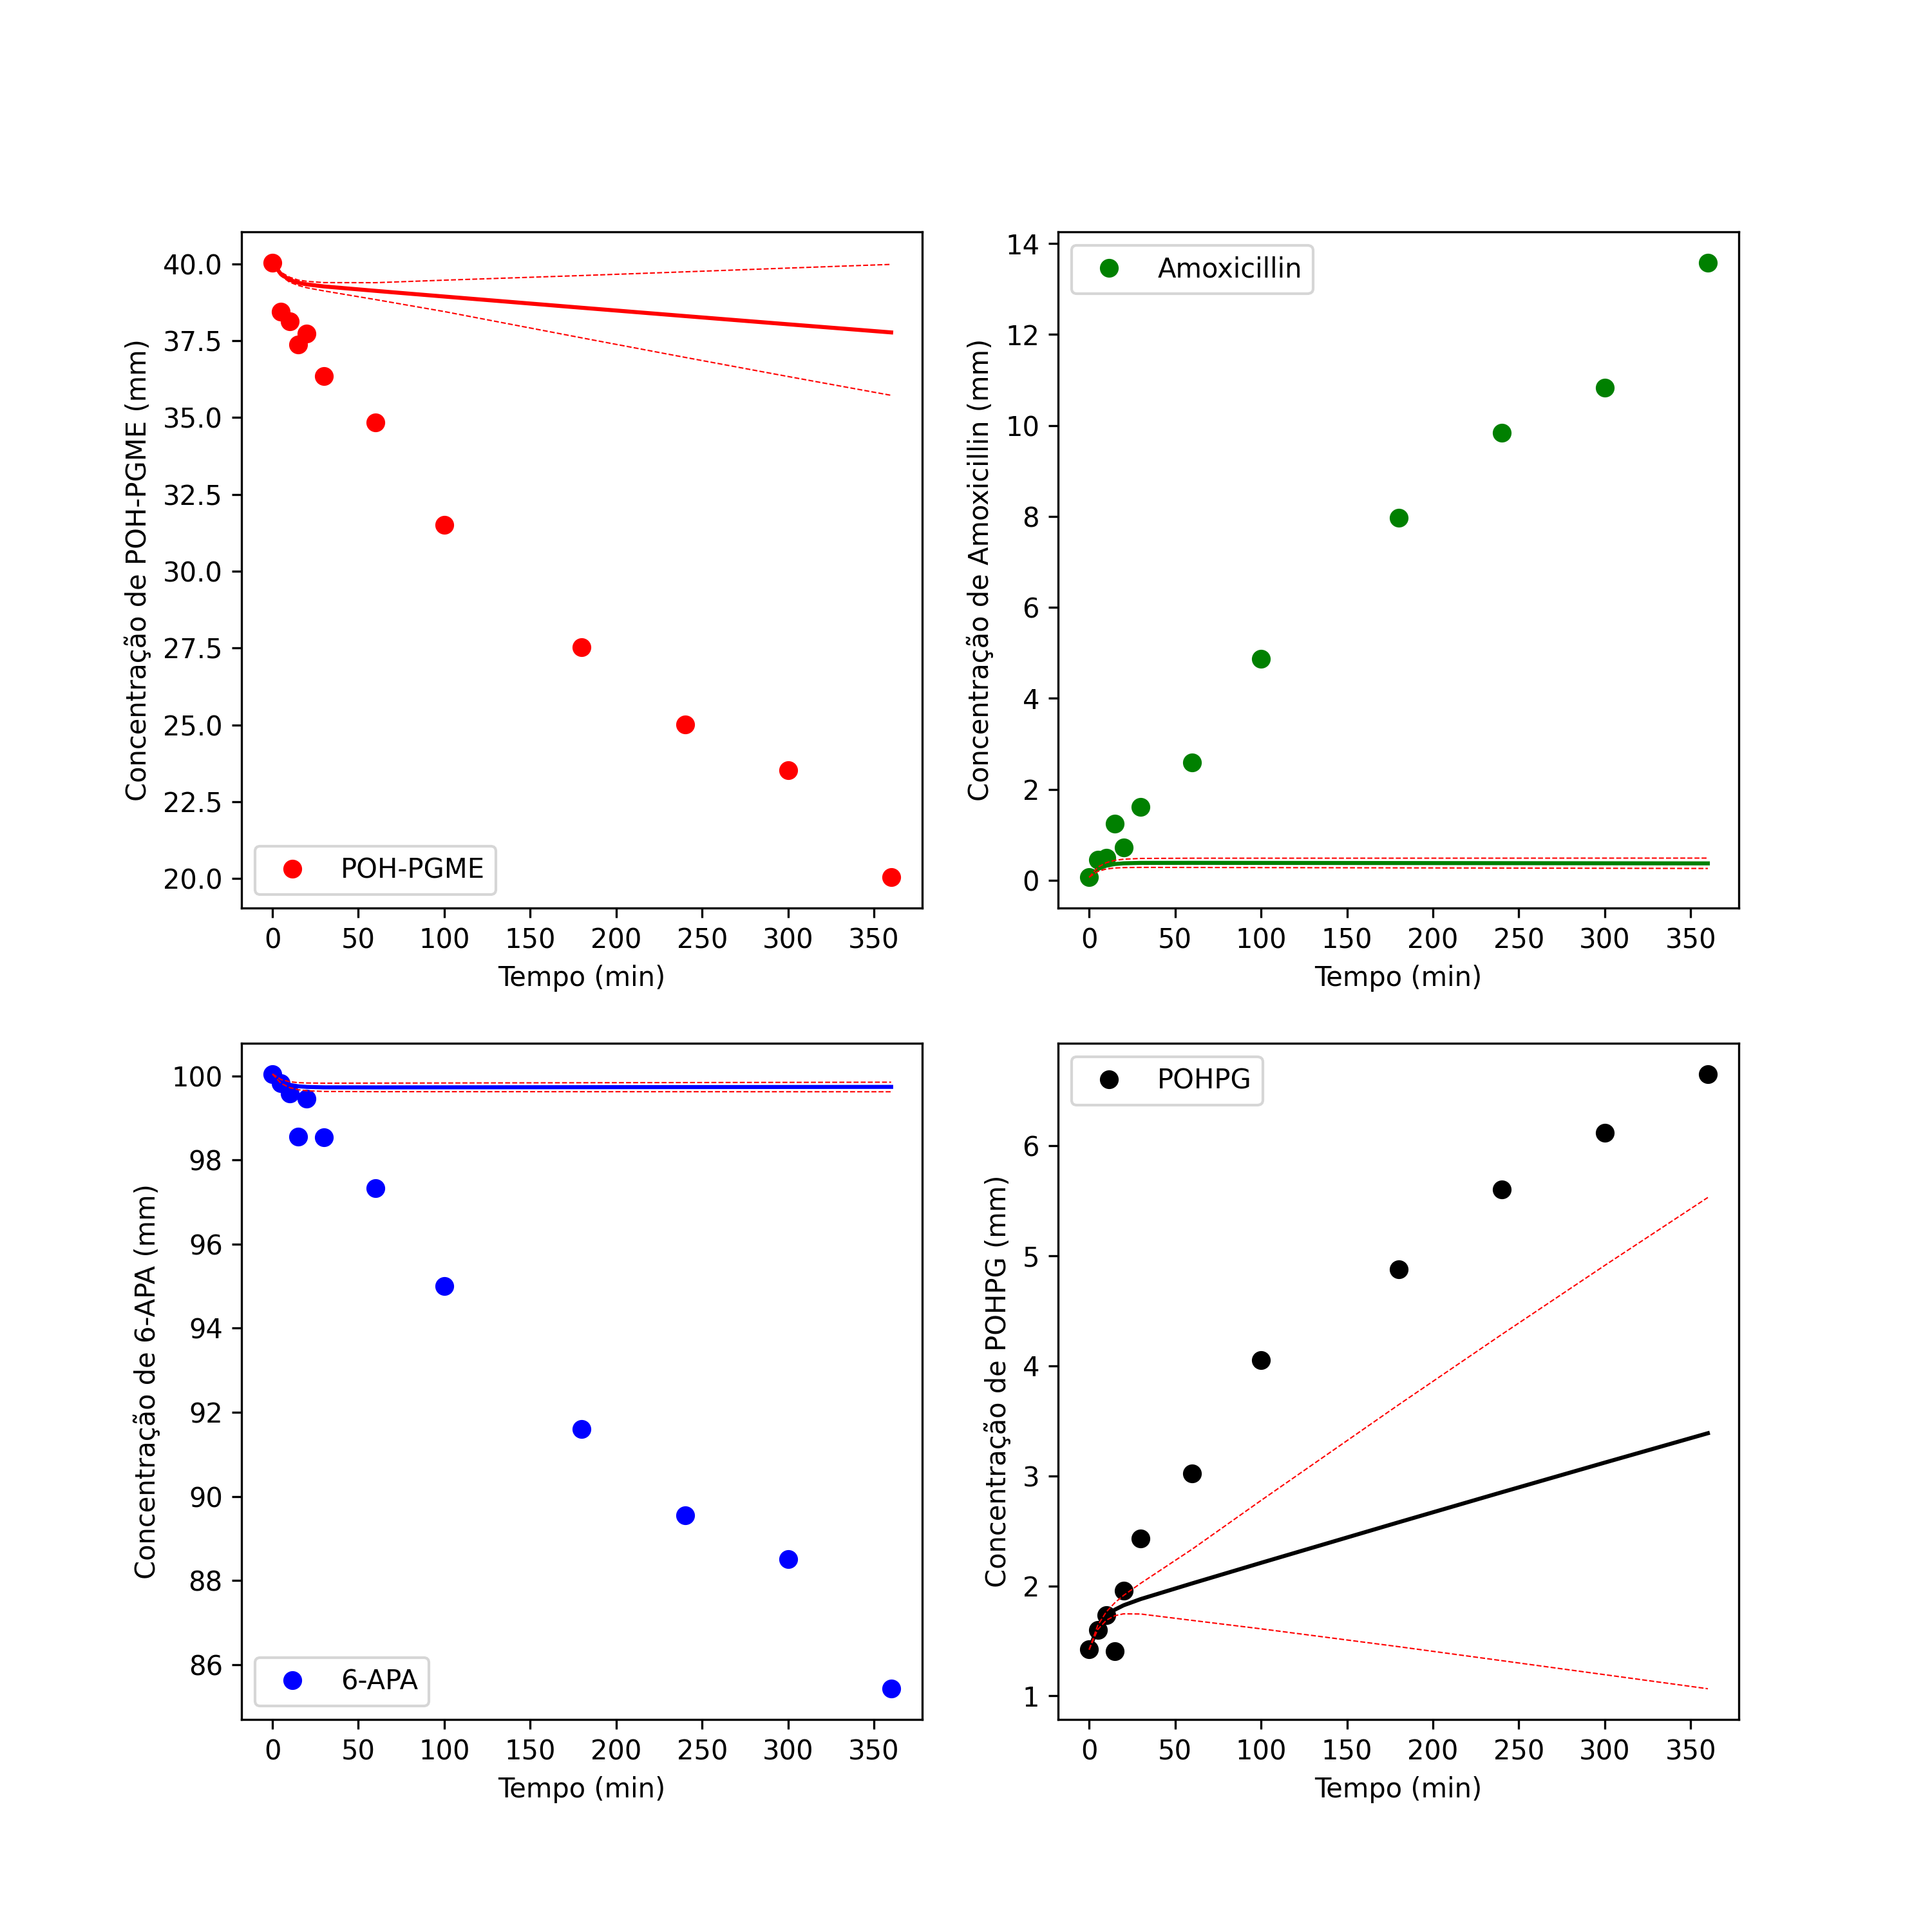 Concentração de POH-PGME (mm)
40.0
37.5
35.0
32.5
30.0
27.5
25.0
22.5
20.0
POH-PGME
0 50 100 150 200 250 300 350
Tempo (min)
Concentração de Amoxicillin (mm)
14
12
10
8
6
4
2
0
Amoxicillin
0 50 100 150 200 250 300 350
Tempo (min)
Concentração de 6-APA (mm)
100
98
96
94
92
90
88
86
6-APA
0 50 100 150 200 250 300 350
Tempo (min)
Concentração de POHPG (mm)
6
5
4
3
2
1
POHPG
0 50 100 150 200 250 300 350
Tempo (min)